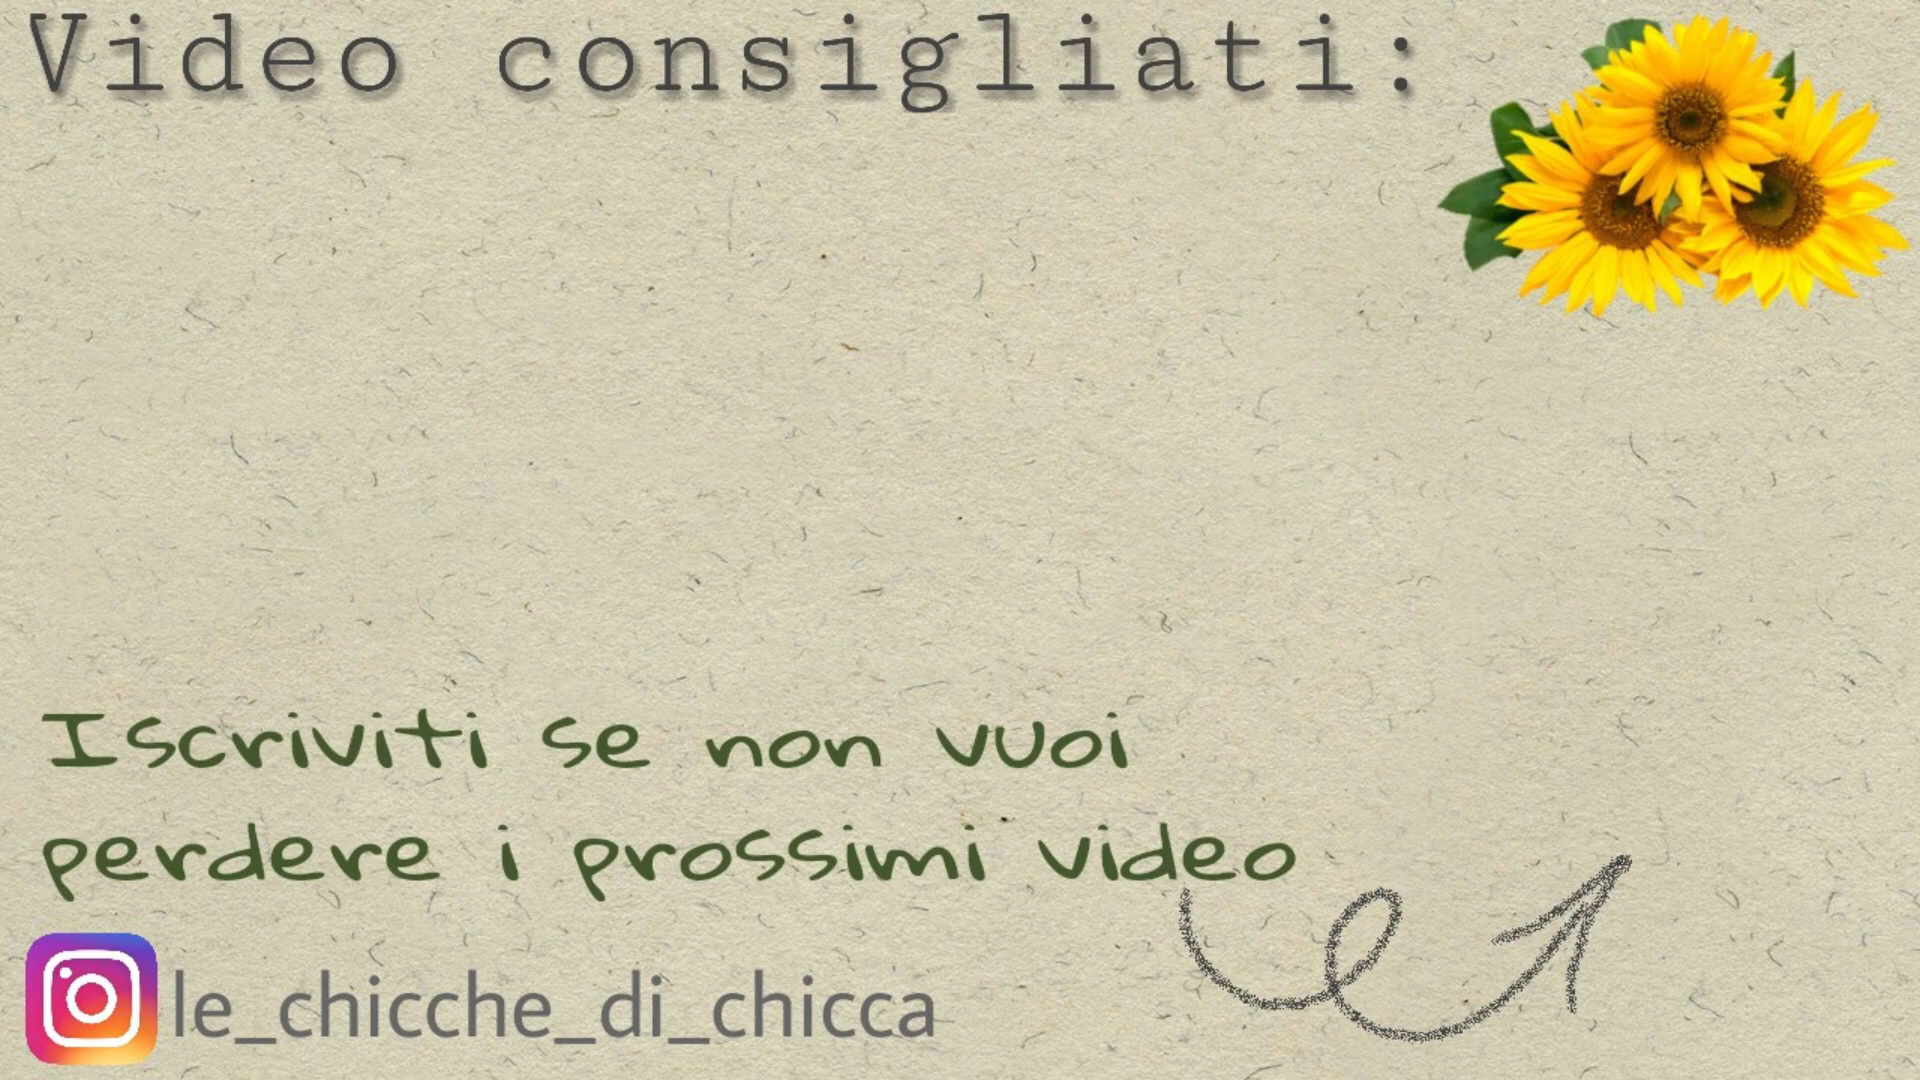 Video consigliati:
Iscriviti se non vuoi
perdere i prossimi video
le_chicche_di_chicca